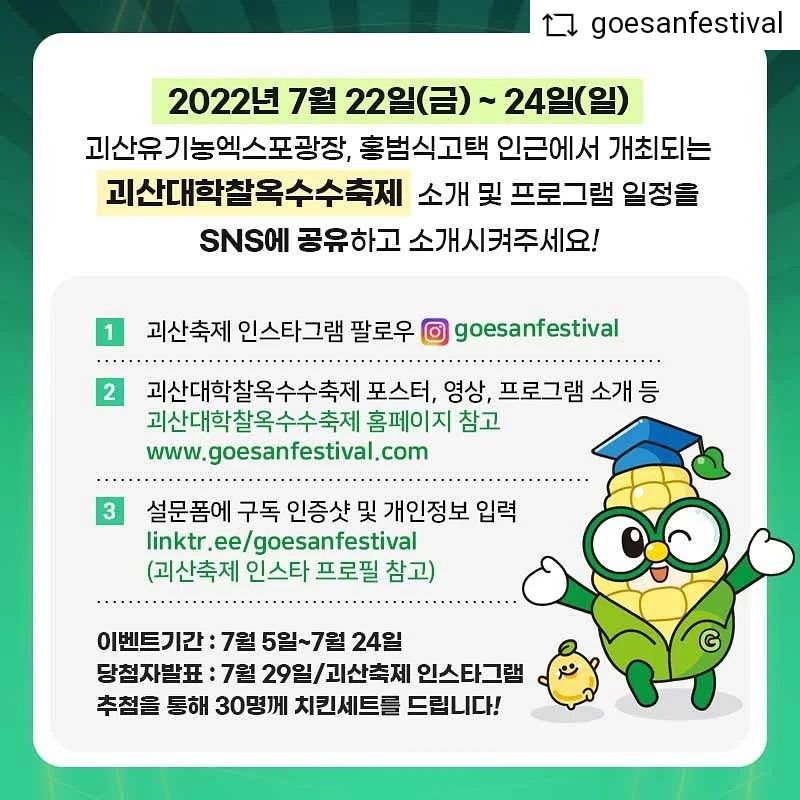 goesanfestival
2022년 7월 22일(금) ~ 24일(일)
괴산유기농엑스포광장, 홍범식고택 인근에서 개최되는
괴산대학찰옥수수축제 소개 및 프로그램 일정을
SNS에 공유하고 소개시켜주세요!
1 괴산축제 인스타그램 팔로우 goesanfestival
2 괴산대학찰옥수수축제 포스터, 영상, 프로그램 소개 등
괴산대학찰옥수수축제 홈페이지 참고
www.goesanfestival.com
3 설문폼에 구독 인증샷 및 개인정보 입력
linktr.ee/goesanfestival
(괴산축제 인스타 프로필 참고)
이벤트기간 : 7월 5일~7월 24일
당첨자발표 : 7월 29일/괴산축제 인스타그램
추첨을 통해 30명께 치킨세트를 드립니다!
G